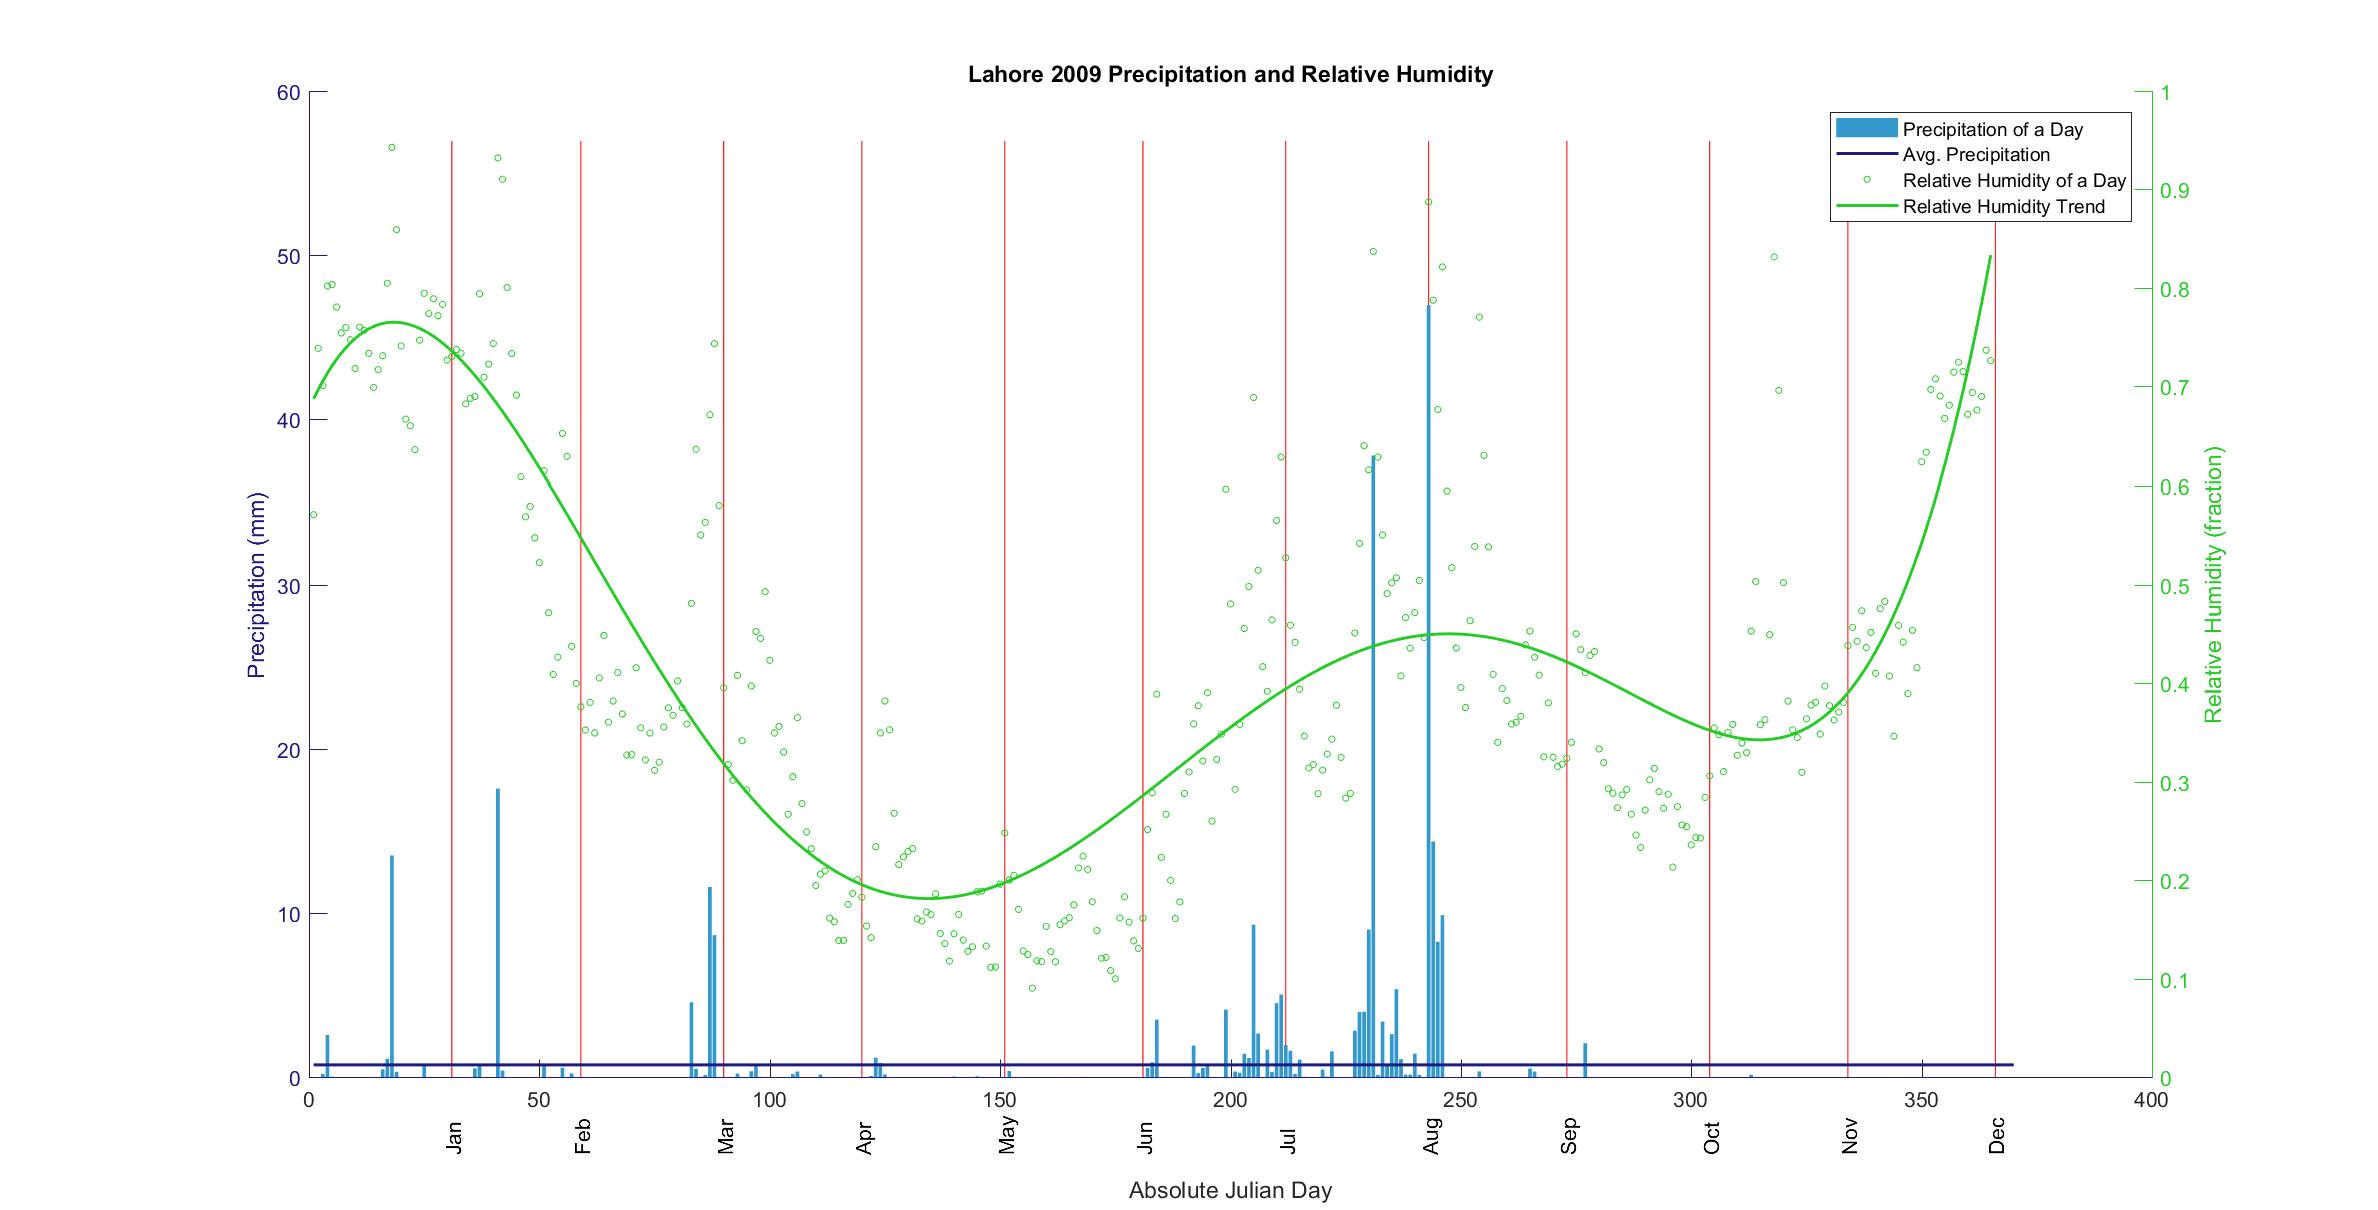 Lahore 2009 Precipitation and Relative Humidity
Precipitation of a Day
Avg. Precipitation
Relative Humidity of a Day
Relative Humidity Trend
Precipitation (mm)
60
50
40
30
20
10
0
Relative Humidity (fraction)
1
0.9
0.8
0.7
0.6
0.5
0.4
0.3
0.2
0.1
0
0 50 100 150 200 250 300 350 400
Jan Feb Mar Apr May Jun Jul Aug Sep Oct Nov Dec
Absolute Julian Day